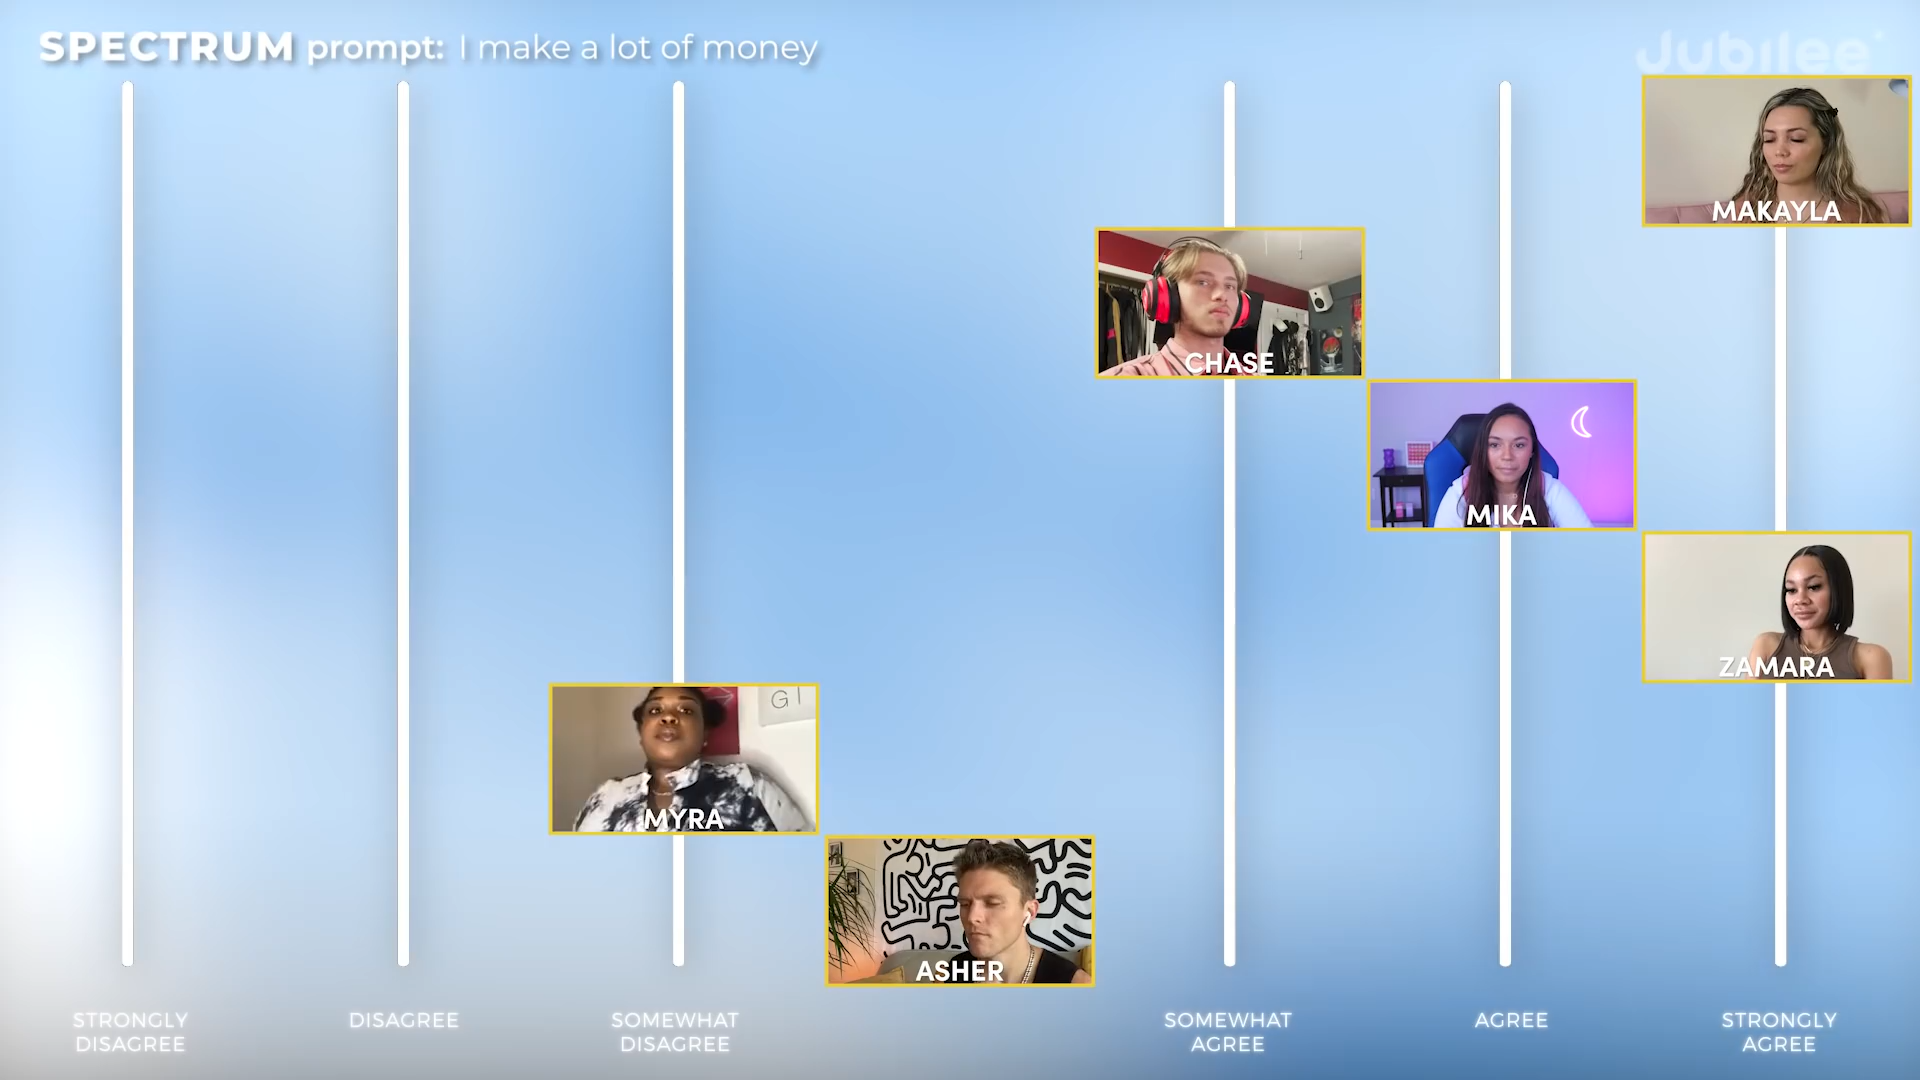 SPECTRUM prompt: I make a lot of money
Jubilee
MAKAYLA
CHASE
MIKA
ZAMARA
GI
MYRA
ASHER
STRONGLY
DISAGREE
DISAGREE
SOMEWHAT
DISAGREE
SOMEWHAT
AGREE
AGREE
STRONGLY
AGREE